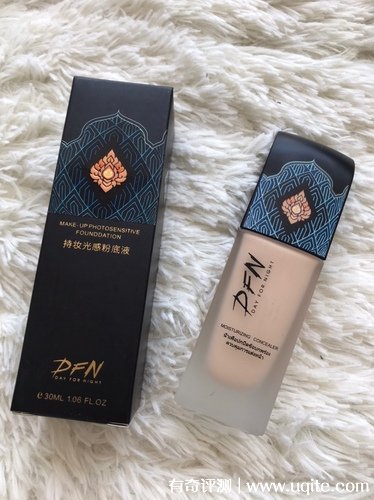 MAKE-UP PHOTOSENSITIVE
FOUNDDATION
持妆光感粉底液
DFN
DAY FOR NIGHT
℮ 30ML 1.06 FL.OZ
DFN
DAY FOR NIGHT
MOISTURIZING CONCEALER
有奇评测 | www.uqite.com